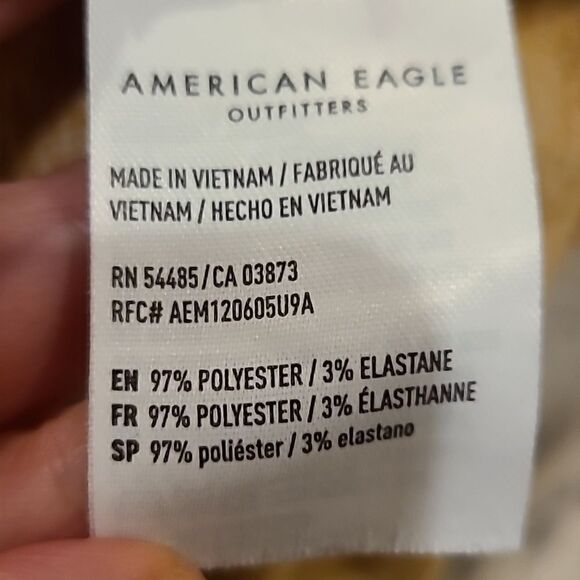 AMERICAN EAGLE
OUTFITTERS
MADE IN VIETNAM / FABRIQUÉ AU
VIETNAM / HECHO EN VIETNAM
RN 54485/CA 03873
RFC# AEM120605U9A
EN 97% POLYESTER / 3% ELASTANE
FR 97% POLYESTER / 3% ÉLASTHANNE
SP 97% poliéster / 3% elastano